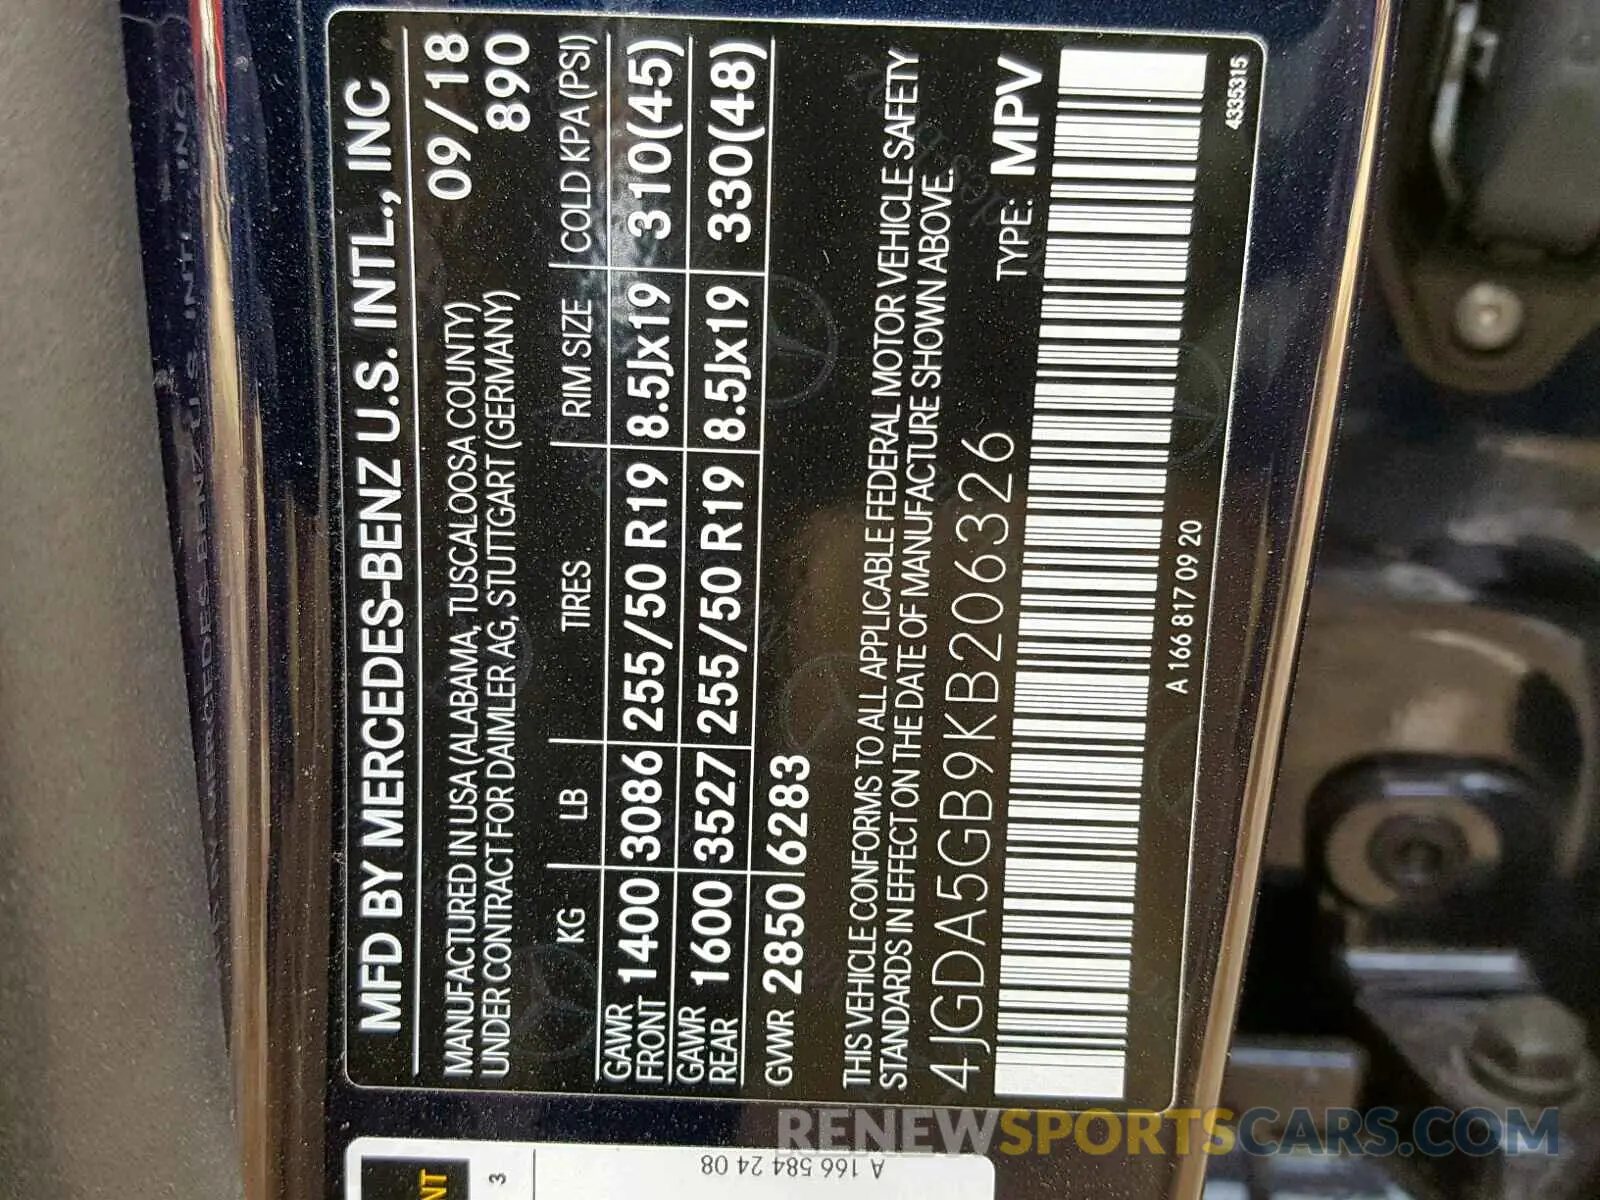 MFD BY MERCEDES-BENZ U.S. INTL., INC
MANUFACTURED IN USA (ALABAMA, TUSCALOOSA COUNTY) 09/18
UNDER CONTRACT FOR DAIMLER AG, STUTTGART (GERMANY) 890
KG LB TIRES RIM SIZE COLD KPA (PSI)
GAWR FRONT 1400 3086 255/50 R19 8.5Jx19 310(45)
GAWR REAR 1600 3527 255/50 R19 8.5Jx19 330(48)
GVWR 2850 6283
THIS VEHICLE CONFORMS TO ALL APPLICABLE FEDERAL MOTOR VEHICLE SAFETY
STANDARDS IN EFFECT ON THE DATE OF MANUFACTURE SHOWN ABOVE.
4JGDA5GB9KB206326 TYPE: MPV
A 166 817 09 20
4335315
A 166 584 24 08
3
RENEWSPORTSCARS.COM